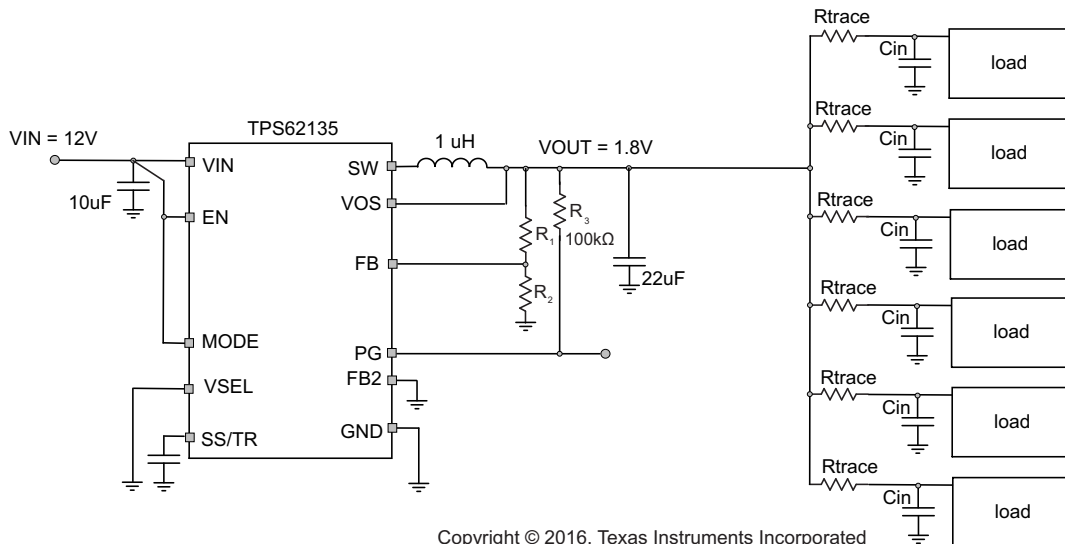 Rtrace
Cin
load
TPS62135
VIN = 12V
VIN
10uF
EN
MODE
VSEL
SS/TR
SW
VOS
FB
PG
FB2
GND
1 uH
VOUT = 1.8V
R1
R2
R3
100kΩ
22uF
Rtrace
Cin
load
Rtrace
Cin
load
Rtrace
Cin
load
Rtrace
Cin
load
Rtrace
Cin
load
Copyright © 2016, Texas Instruments Incorporated